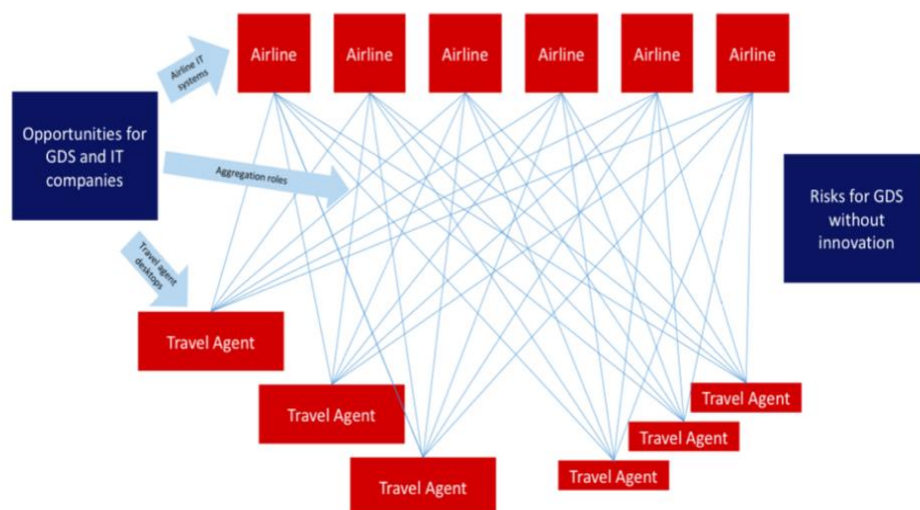 Airline
Airline
Airline
Airline
Airline
Airline
Airline IT
systems
Opportunities for
GDS and IT
companies
Aggregation roles
Risks for GDS
without
innovation
Travel agent
desktops
Travel Agent
Travel Agent
Travel Agent
Travel Agent
Travel Agent
Travel Agent